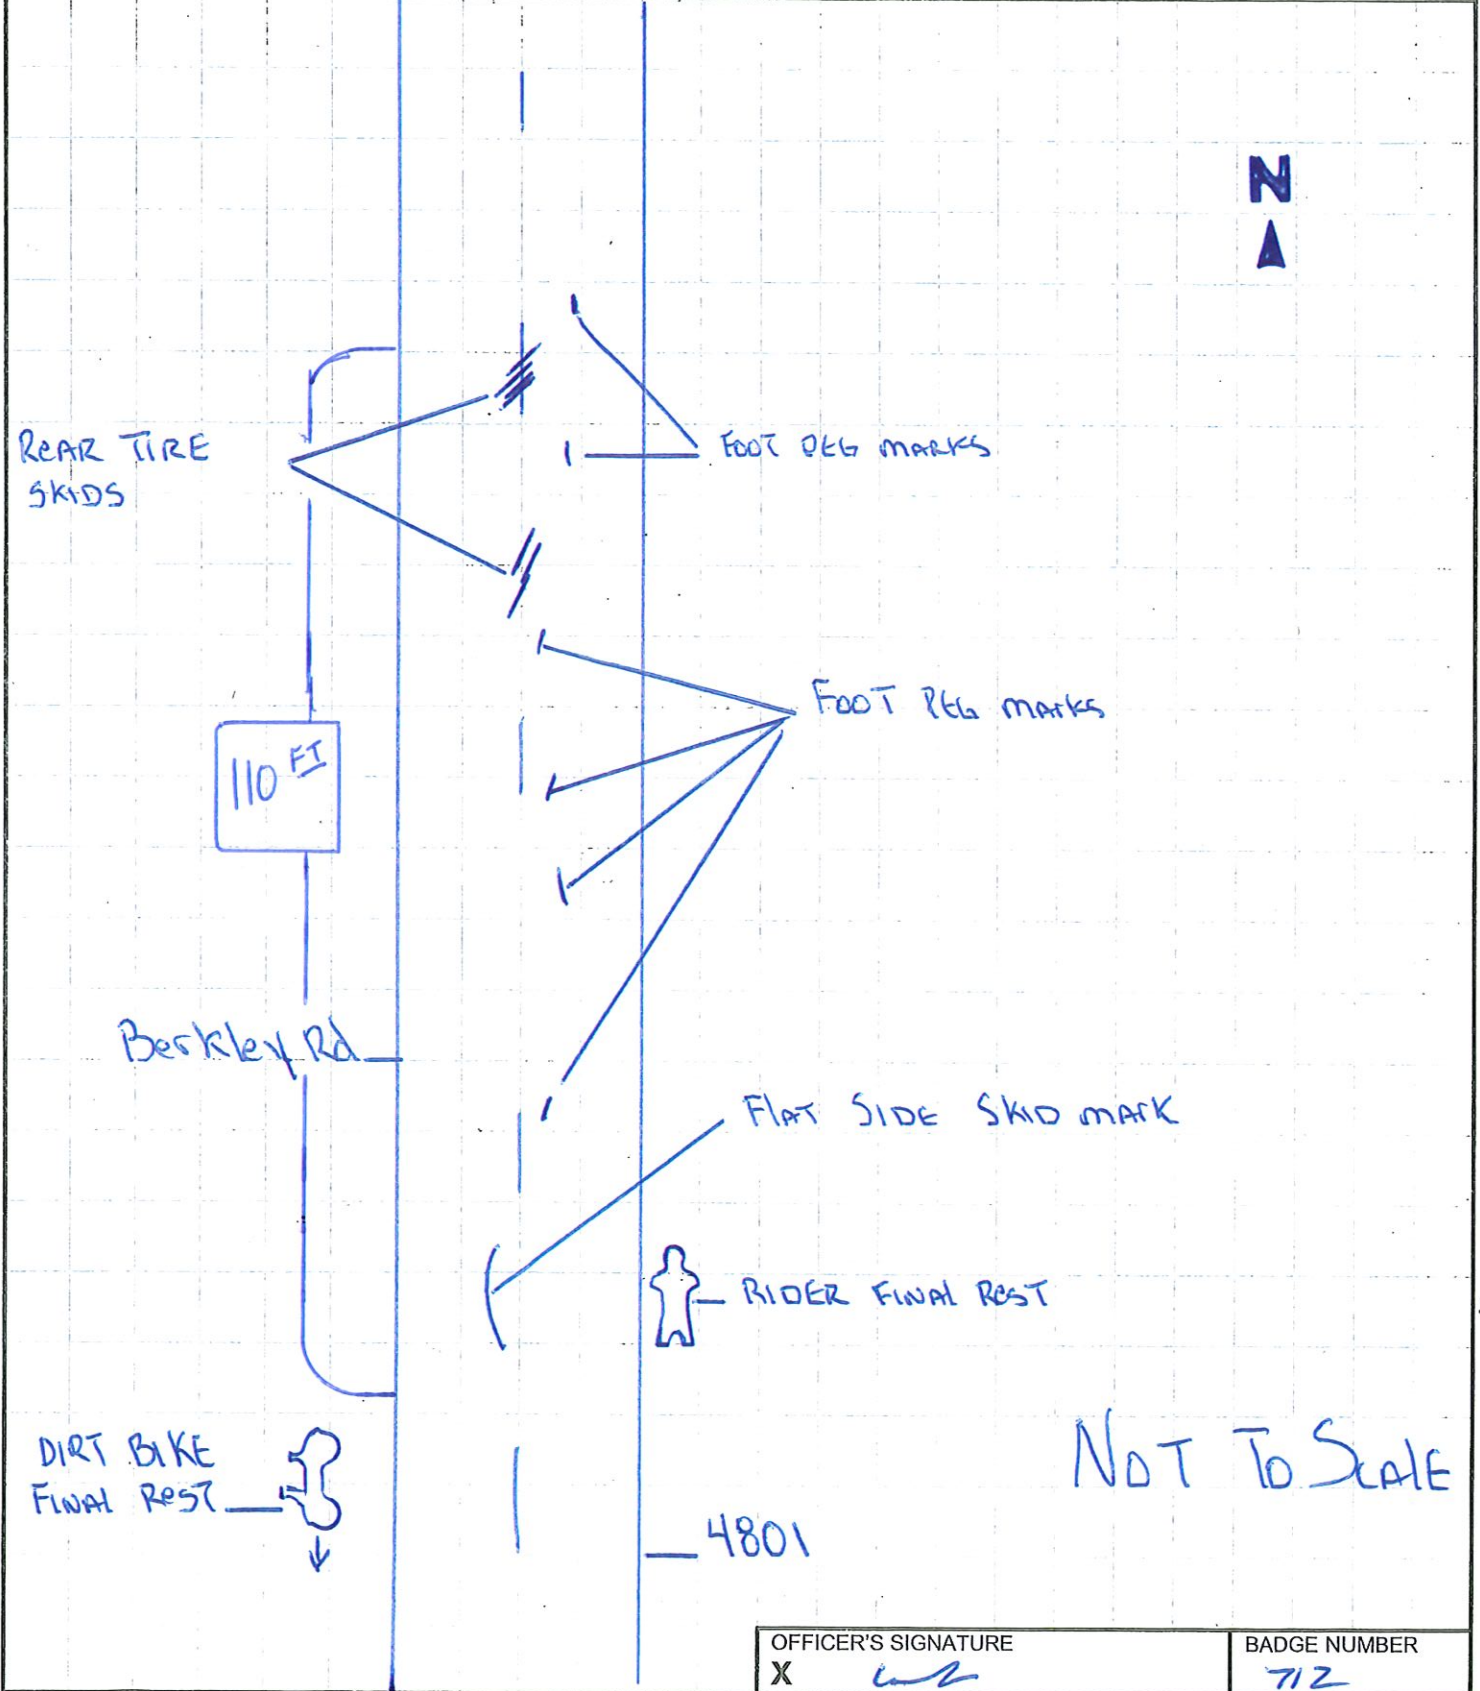 N
REAR TIRE
SKIDS
FOOT PEG MARKS
FOOT PEG MARKS
110 FT
Berkley Rd
FLAT SIDE SKID MARK
RIDER FINAL REST
DIRT BIKE
FINAL REST
NOT TO SCALE
4801
OFFICER'S SIGNATURE
X
BADGE NUMBER
712